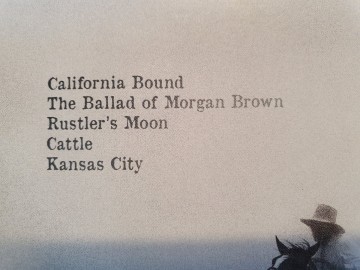 California Bound
The Ballad of Morgan Brown
Rustler's Moon
Cattle
Kansas City